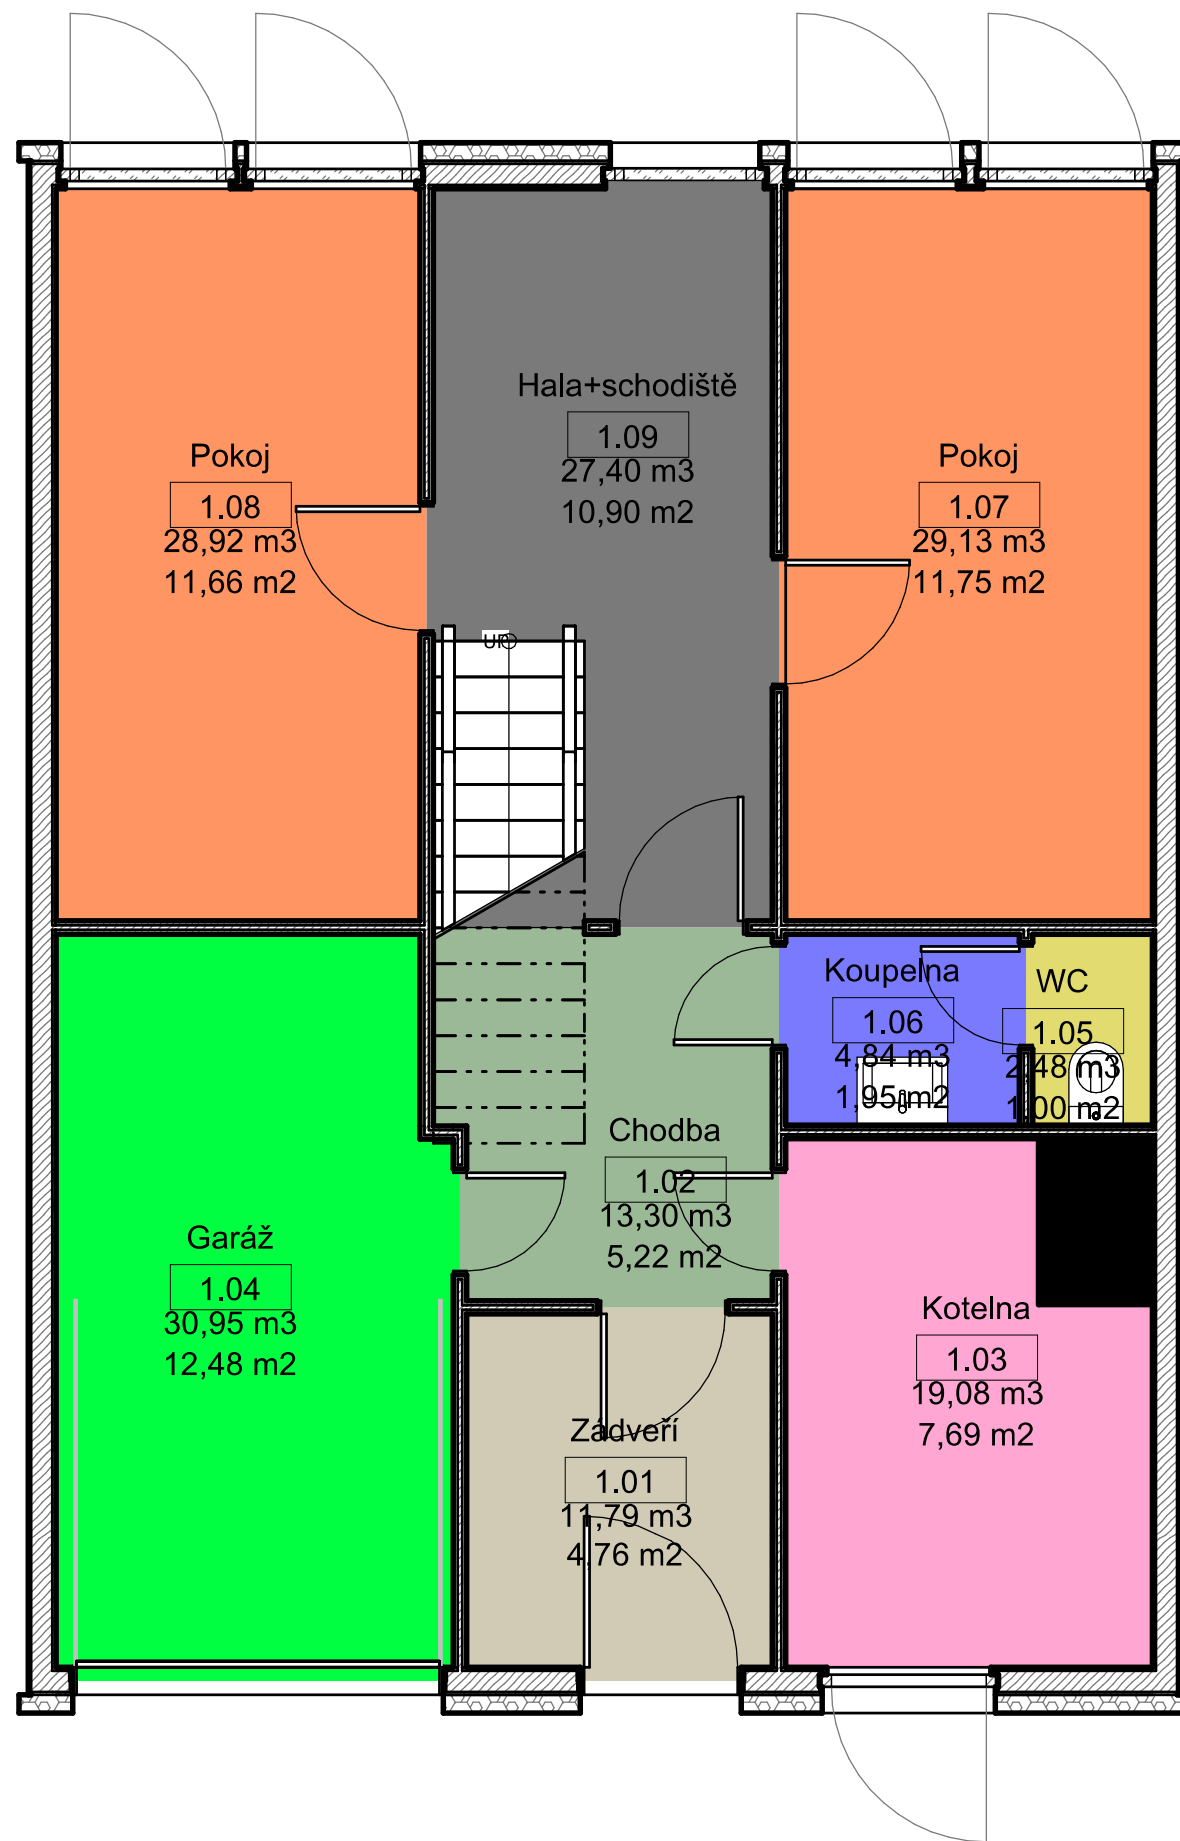 Hala+schodiště
1.09
27,40 m3
10,90 m2
Pokoj
1.08
28,92 m3
11,66 m2
Pokoj
1.07
29,13 m3
11,75 m2
UP
Koupelna
1.06
4,84 m3
1,95 m2
WC
1.05
2,48 m3
1,00 m2
Chodba
1.02
13,30 m3
5,22 m2
Garáž
1.04
30,95 m3
12,48 m2
Kotelna
1.03
19,08 m3
7,69 m2
Zádveří
1.01
11,79 m3
4,76 m2